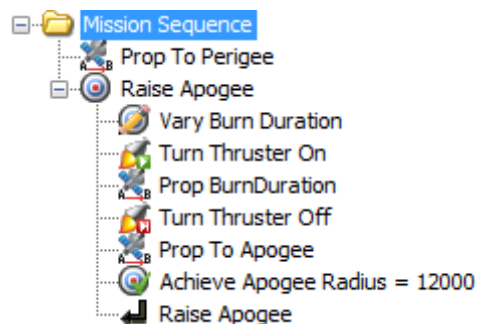 Mission Sequence
Prop To Perigee
Raise Apogee
Vary Burn Duration
Turn Thruster On
Prop BurnDuration
Turn Thruster Off
Prop To Apogee
Achieve Apogee Radius = 12000
Raise Apogee